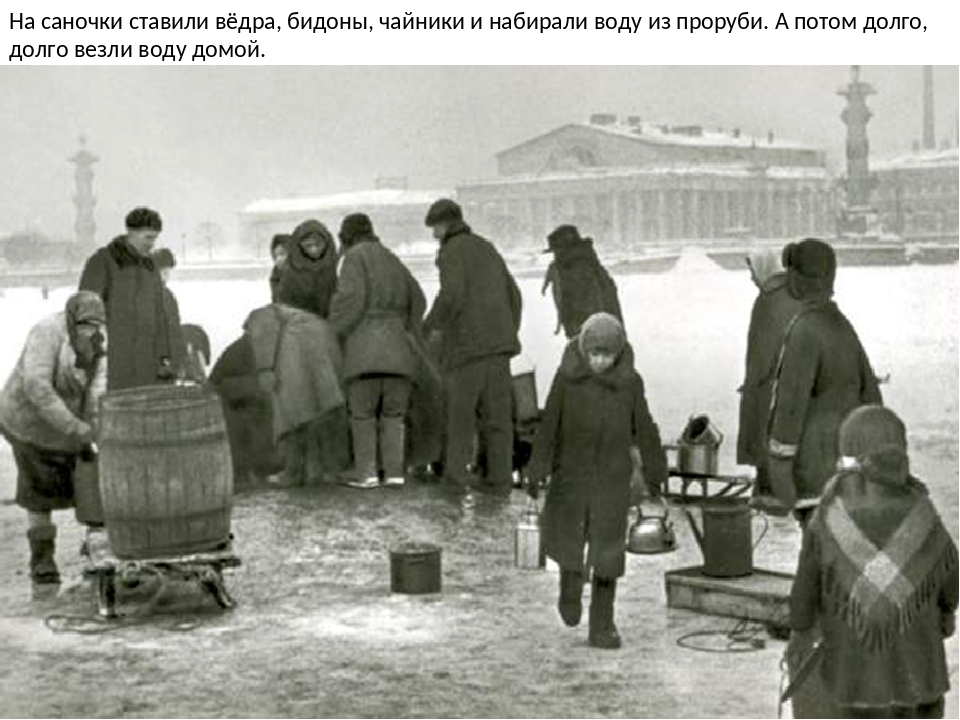 На саночки ставили вёдра, бидоны, чайники и набирали воду из проруби. А потом долго,
долго везли воду домой.